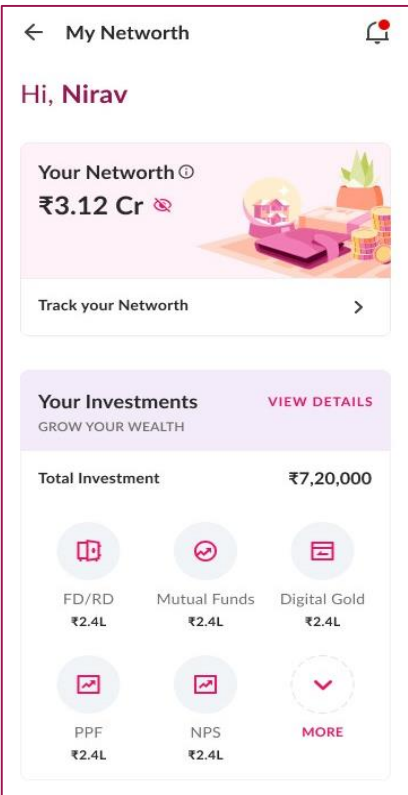 My Networth
Hi, Nirav
Your Networth
₹3.12 Cr
Track your Networth
Your Investments VIEW DETAILS
GROW YOUR WEALTH
Total Investment ₹7,20,000
FD/RD Mutual Funds Digital Gold
₹2.4L ₹2.4L ₹2.4L
PPF NPS MORE
₹2.4L ₹2.4L